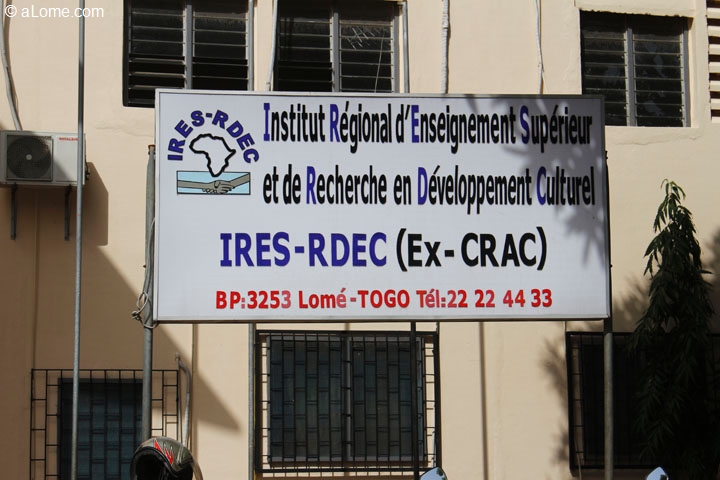 © aLome.com
IRES-RDEC
Institut Régional d'Enseignement Supérieur
et de Recherche en Développement Culturel
IRES-RDEC (Ex-CRAC)
BP:3253 Lomé-TOGO Tél:22 22 44 33